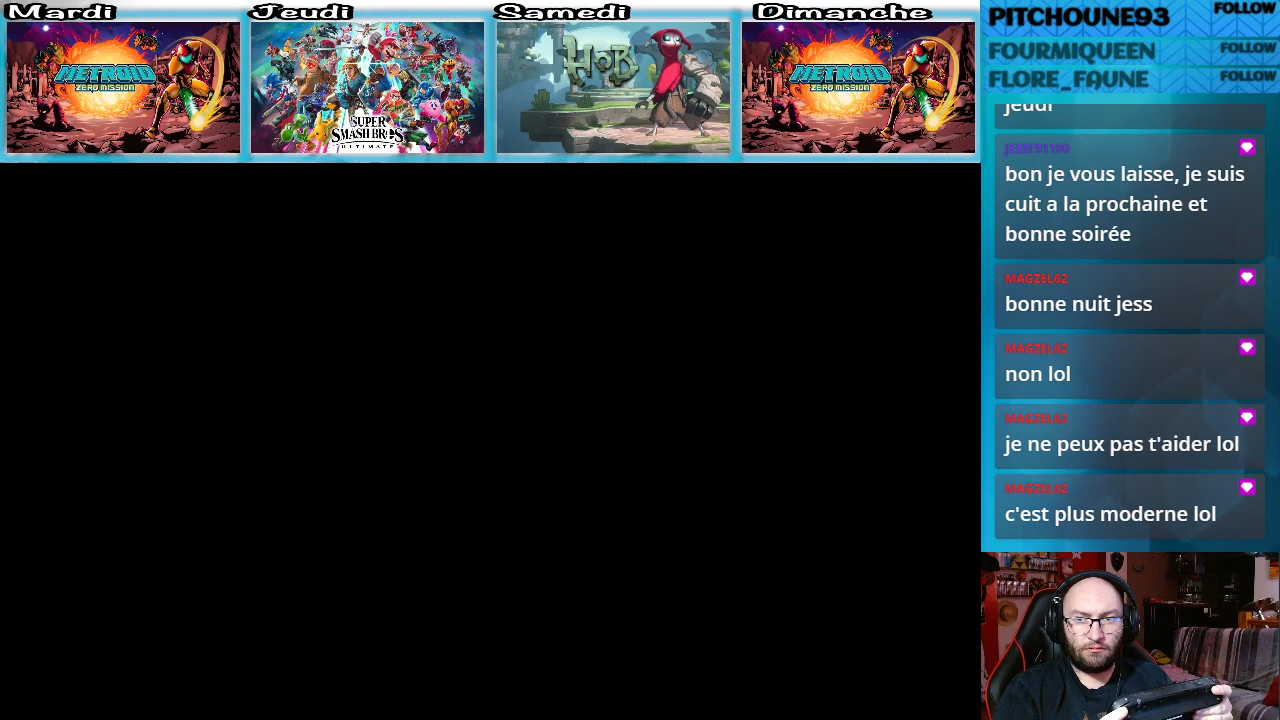 Mardi
Jeudi
Samedi
Dimanche
METROID
ZERO MISSION
SUPER
SMASH BROS
ULTIMATE
HOB
METROID
ZERO MISSION
PITCHOUNE93 FOLLOW
FOURMIQUEEN FOLLOW
FLORE_FAUNE FOLLOW
jeudi
bon je vous laisse, je suis
cuit a la prochaine et
bonne soirée
MAGZEL62
bonne nuit jess
MAGZEL62
non lol
MAGZEL62
je ne peux pas t'aider lol
MAGZEL62
c'est plus moderne lol